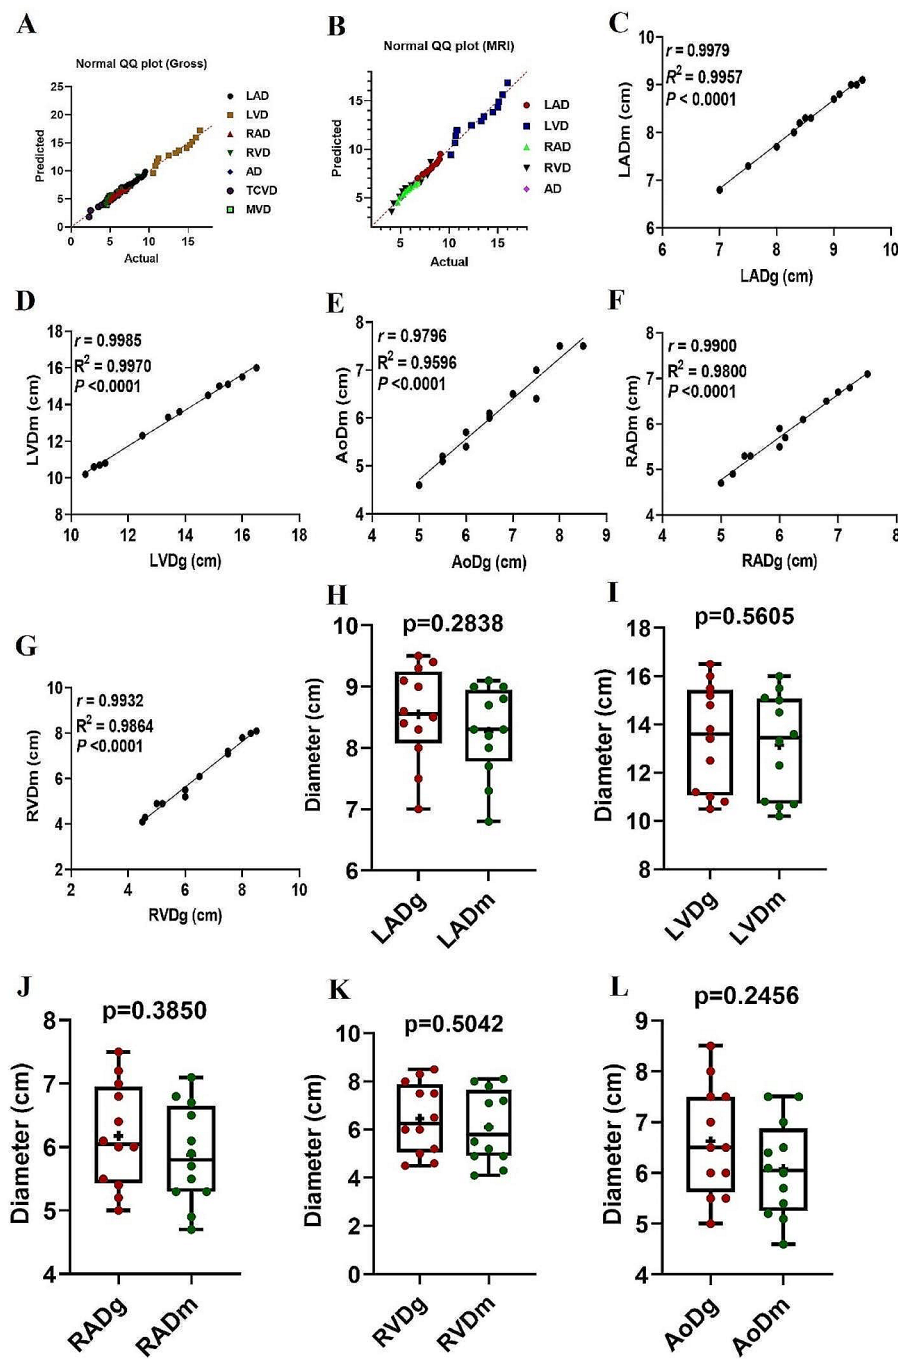 A
Normal QQ plot (Gross)
Predicted
25
20
15
10
5
0
0 5 10 15
Actual
LAD
LVD
RAD
RVD
AD
TCVD
MVD
B
Normal QQ plot (MRI)
Predicted
15
10
5
5 10 15
Actual
LAD
LVD
RAD
RVD
AD
C
r = 0.9979
R² = 0.9957
P < 0.0001
LADm (cm)
10
9
8
7
6
6 7 8 9 10
LADg (cm)
D
r = 0.9985
R² = 0.9970
P <0.0001
LVDm (cm)
18
16
14
12
10
8
10 12 14 16 18
LVDg (cm)
E
r = 0.9796
R² = 0.9596
P <0.0001
AoDm (cm)
8
7
6
5
4
4 5 6 7 8 9
AoDg (cm)
F
r = 0.9900
R² = 0.9800
P <0.0001
RADm (cm)
8
7
6
5
4
4 5 6 7 8
RADg (cm)
G
r = 0.9932
R² = 0.9864
P <0.0001
RVDm (cm)
10
8
6
4
2
2 4 6 8 10
RVDg (cm)
H
p=0.2838
Diameter (cm)
10
9
8
7
6
LADg LADm
I
p=0.5605
Diameter (cm)
18
16
14
12
10
8
LVDg LVDm
J
p=0.3850
Diameter (cm)
8
7
6
5
4
RADg RADm
K
p=0.5042
Diameter (cm)
10
8
6
4
2
0
RVDg RVDm
L
p=0.2456
Diameter (cm)
9
8
7
6
5
4
AoDg AoDm